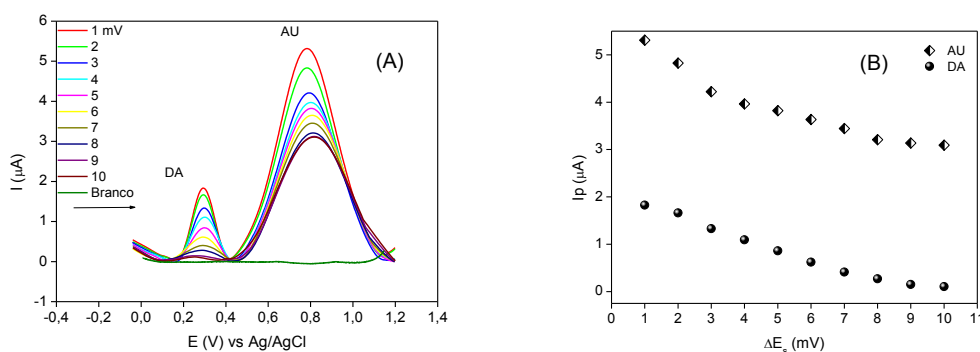 6
5
4
3
2
1
0
-1
I (µA)
1 mV
2
3
4
5
6
7
8
9
10
Branco
DA
AU
(A)
-0,4 -0,2 0,0 0,2 0,4 0,6 0,8 1,0 1,2 1,4
E (V) vs Ag/AgCl
5
4
3
2
1
0
Ip (µA)
(B)
AU
DA
0 1 2 3 4 5 6 7 8 9 10 11
ΔEs (mV)